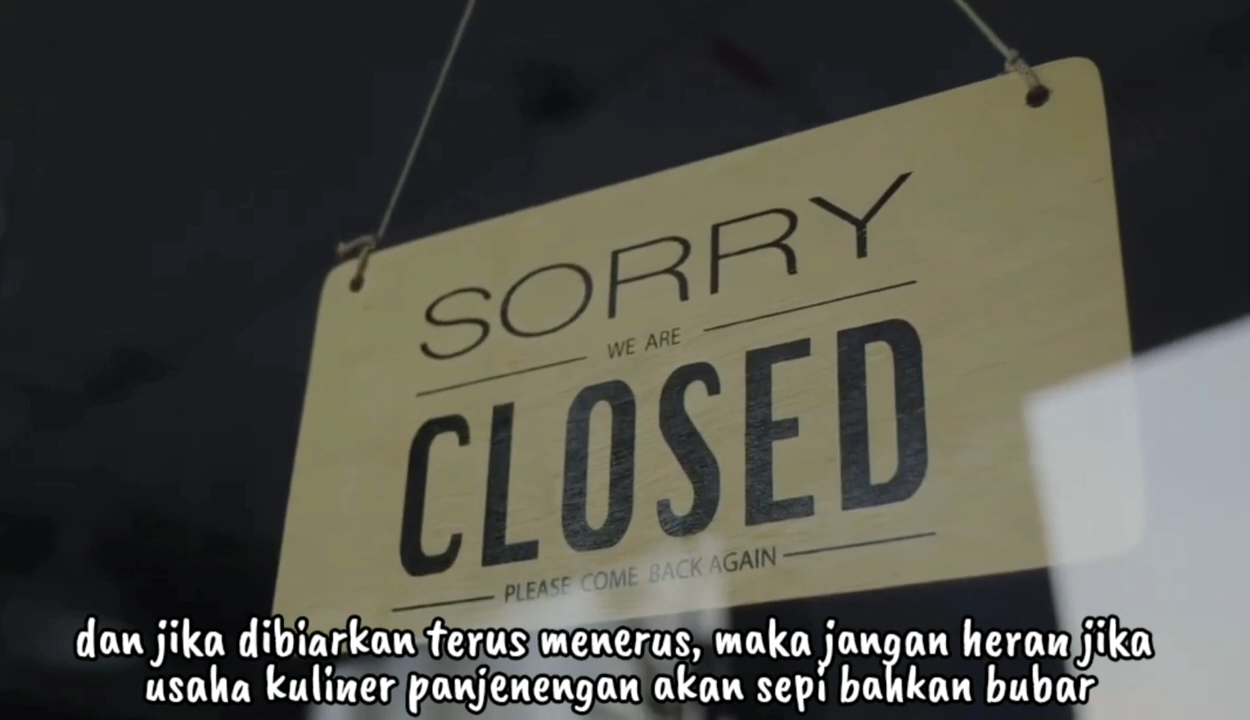 SORRY
WE ARE
CLOSED
PLEASE COME BACK AGAIN
dan jika dibiarkan terus menerus, maka jangan heran jika
usaha kuliner panjenengan akan sepi bahkan bubar